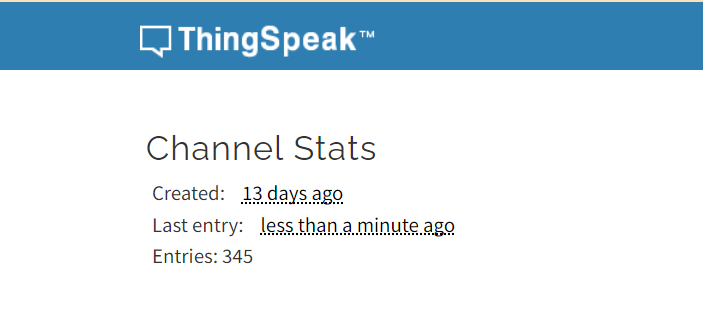 ThingSpeak™
Channel Stats
Created: 13 days ago
Last entry: less than a minute ago
Entries: 345